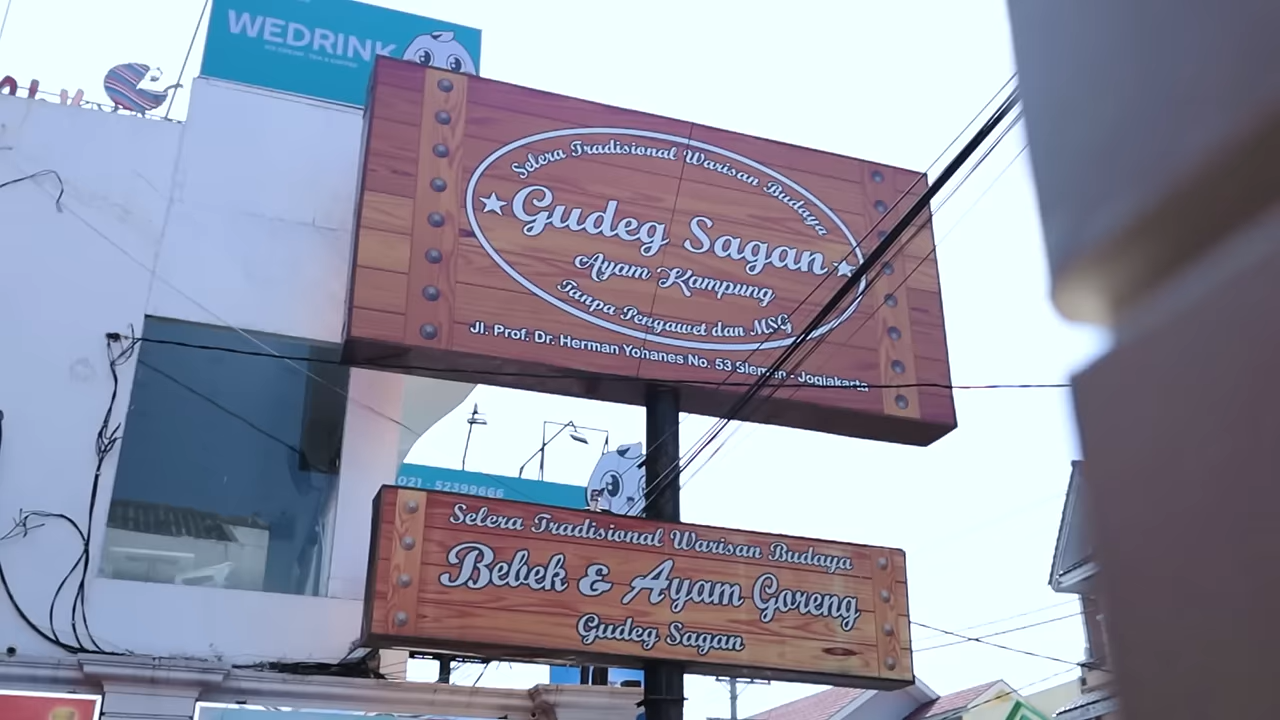 WEDRINK
Selera Tradisional Warisan Budaya
Gudeg Sagan
Ayam Kampung
Tanpa Pengawet dan MSG
Jl. Prof. Dr. Herman Yohanes No. 53 Sleman - Jogjakarta
021 - 52399666
Selera Tradisional Warisan Budaya
Bebek & Ayam Goreng
Gudeg Sagan